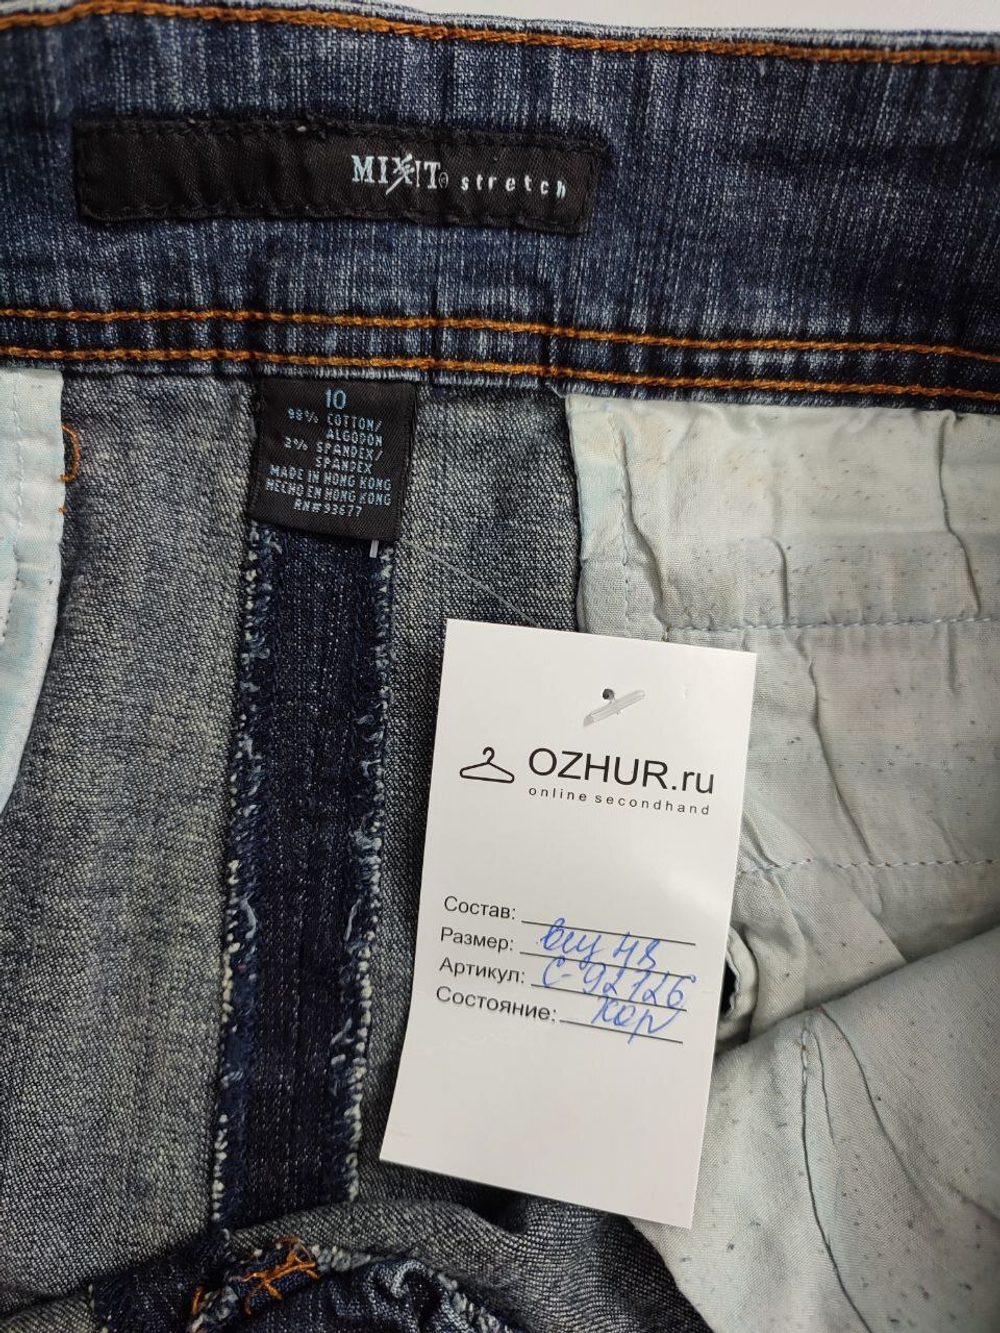 MIXIT stretch
10
98% COTTON/
ALGODON
2% SPANDEX/
SPANDEX
MADE IN HONG KONG
HECHO EN HONG KONG
RN# 93677
OZHUR.ru
online secondhand
Состав:
Размер: 48
Артикул: С-92126
Состояние: хор